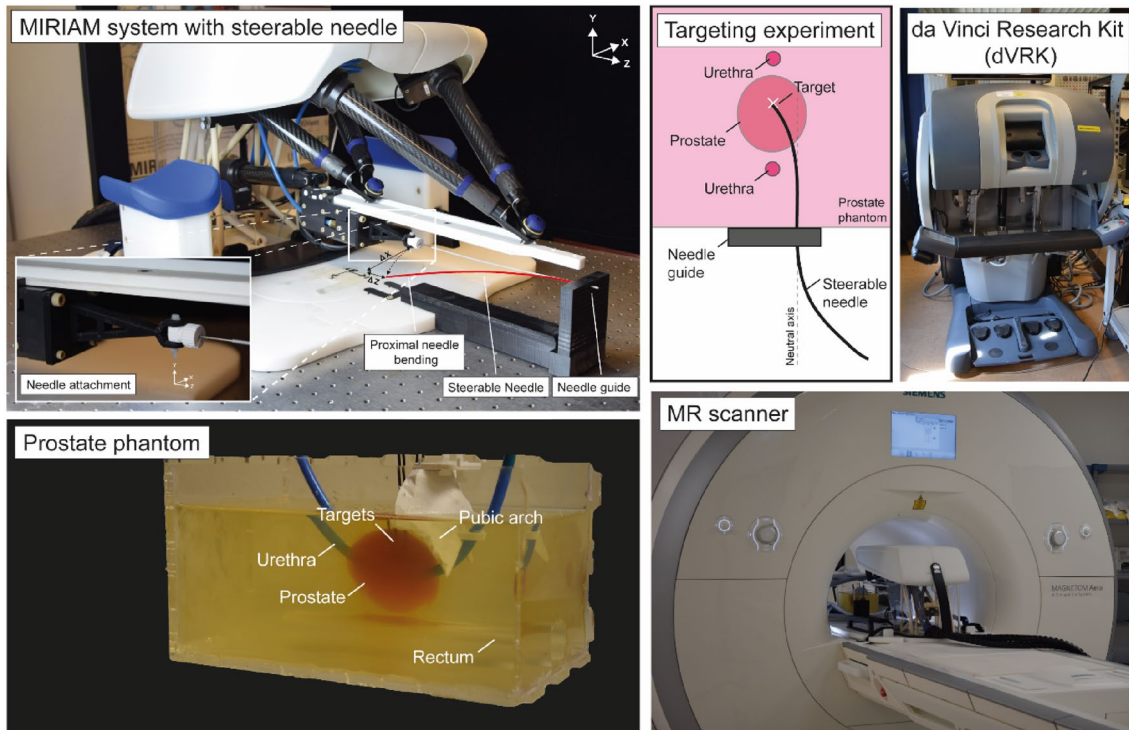 MIRIAM system with steerable needle
Y
X
Z
ΔX
ΔZ
Proximal needle
bending
Steerable Needle
Needle guide
Needle attachment
Y
X
Z
Targeting experiment
Urethra
Target
Prostate
Urethra
Prostate
phantom
Needle
guide
Steerable
needle
Neutral axis
da Vinci Research Kit
(dVRK)
Prostate phantom
Targets
Pubic arch
Urethra
Prostate
Rectum
MR scanner
SIEMENS
MAGNETOM Aera